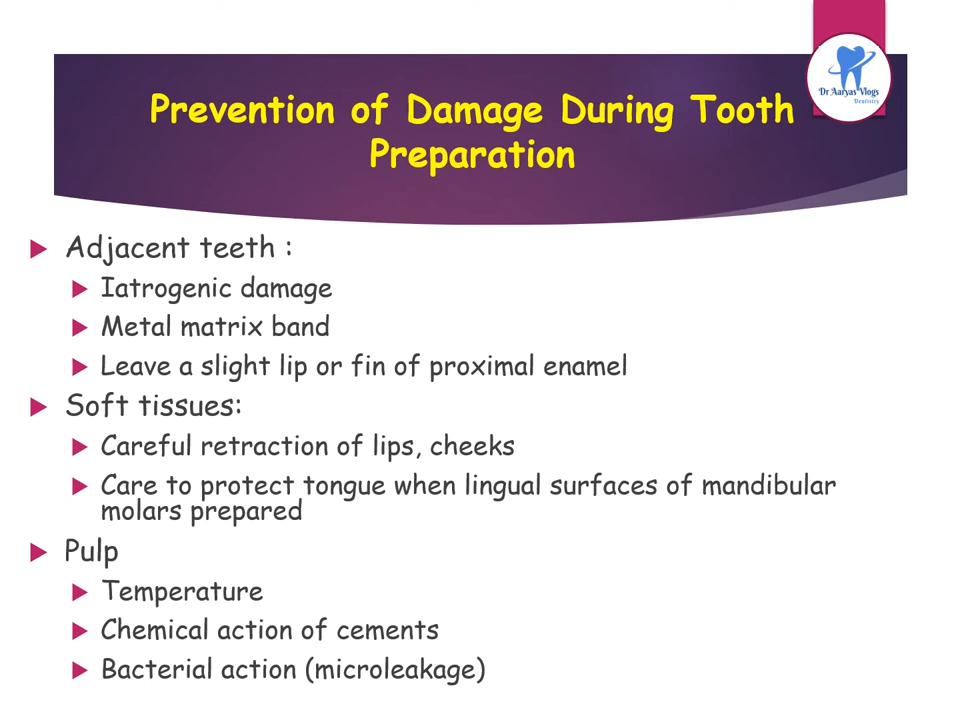 Dr Aaryas Vlogs
Dentistry
Prevention of Damage During Tooth
Preparation
Adjacent teeth :
Iatrogenic damage
Metal matrix band
Leave a slight lip or fin of proximal enamel
Soft tissues:
Careful retraction of lips, cheeks
Care to protect tongue when lingual surfaces of mandibular
molars prepared
Pulp
Temperature
Chemical action of cements
Bacterial action (microleakage)